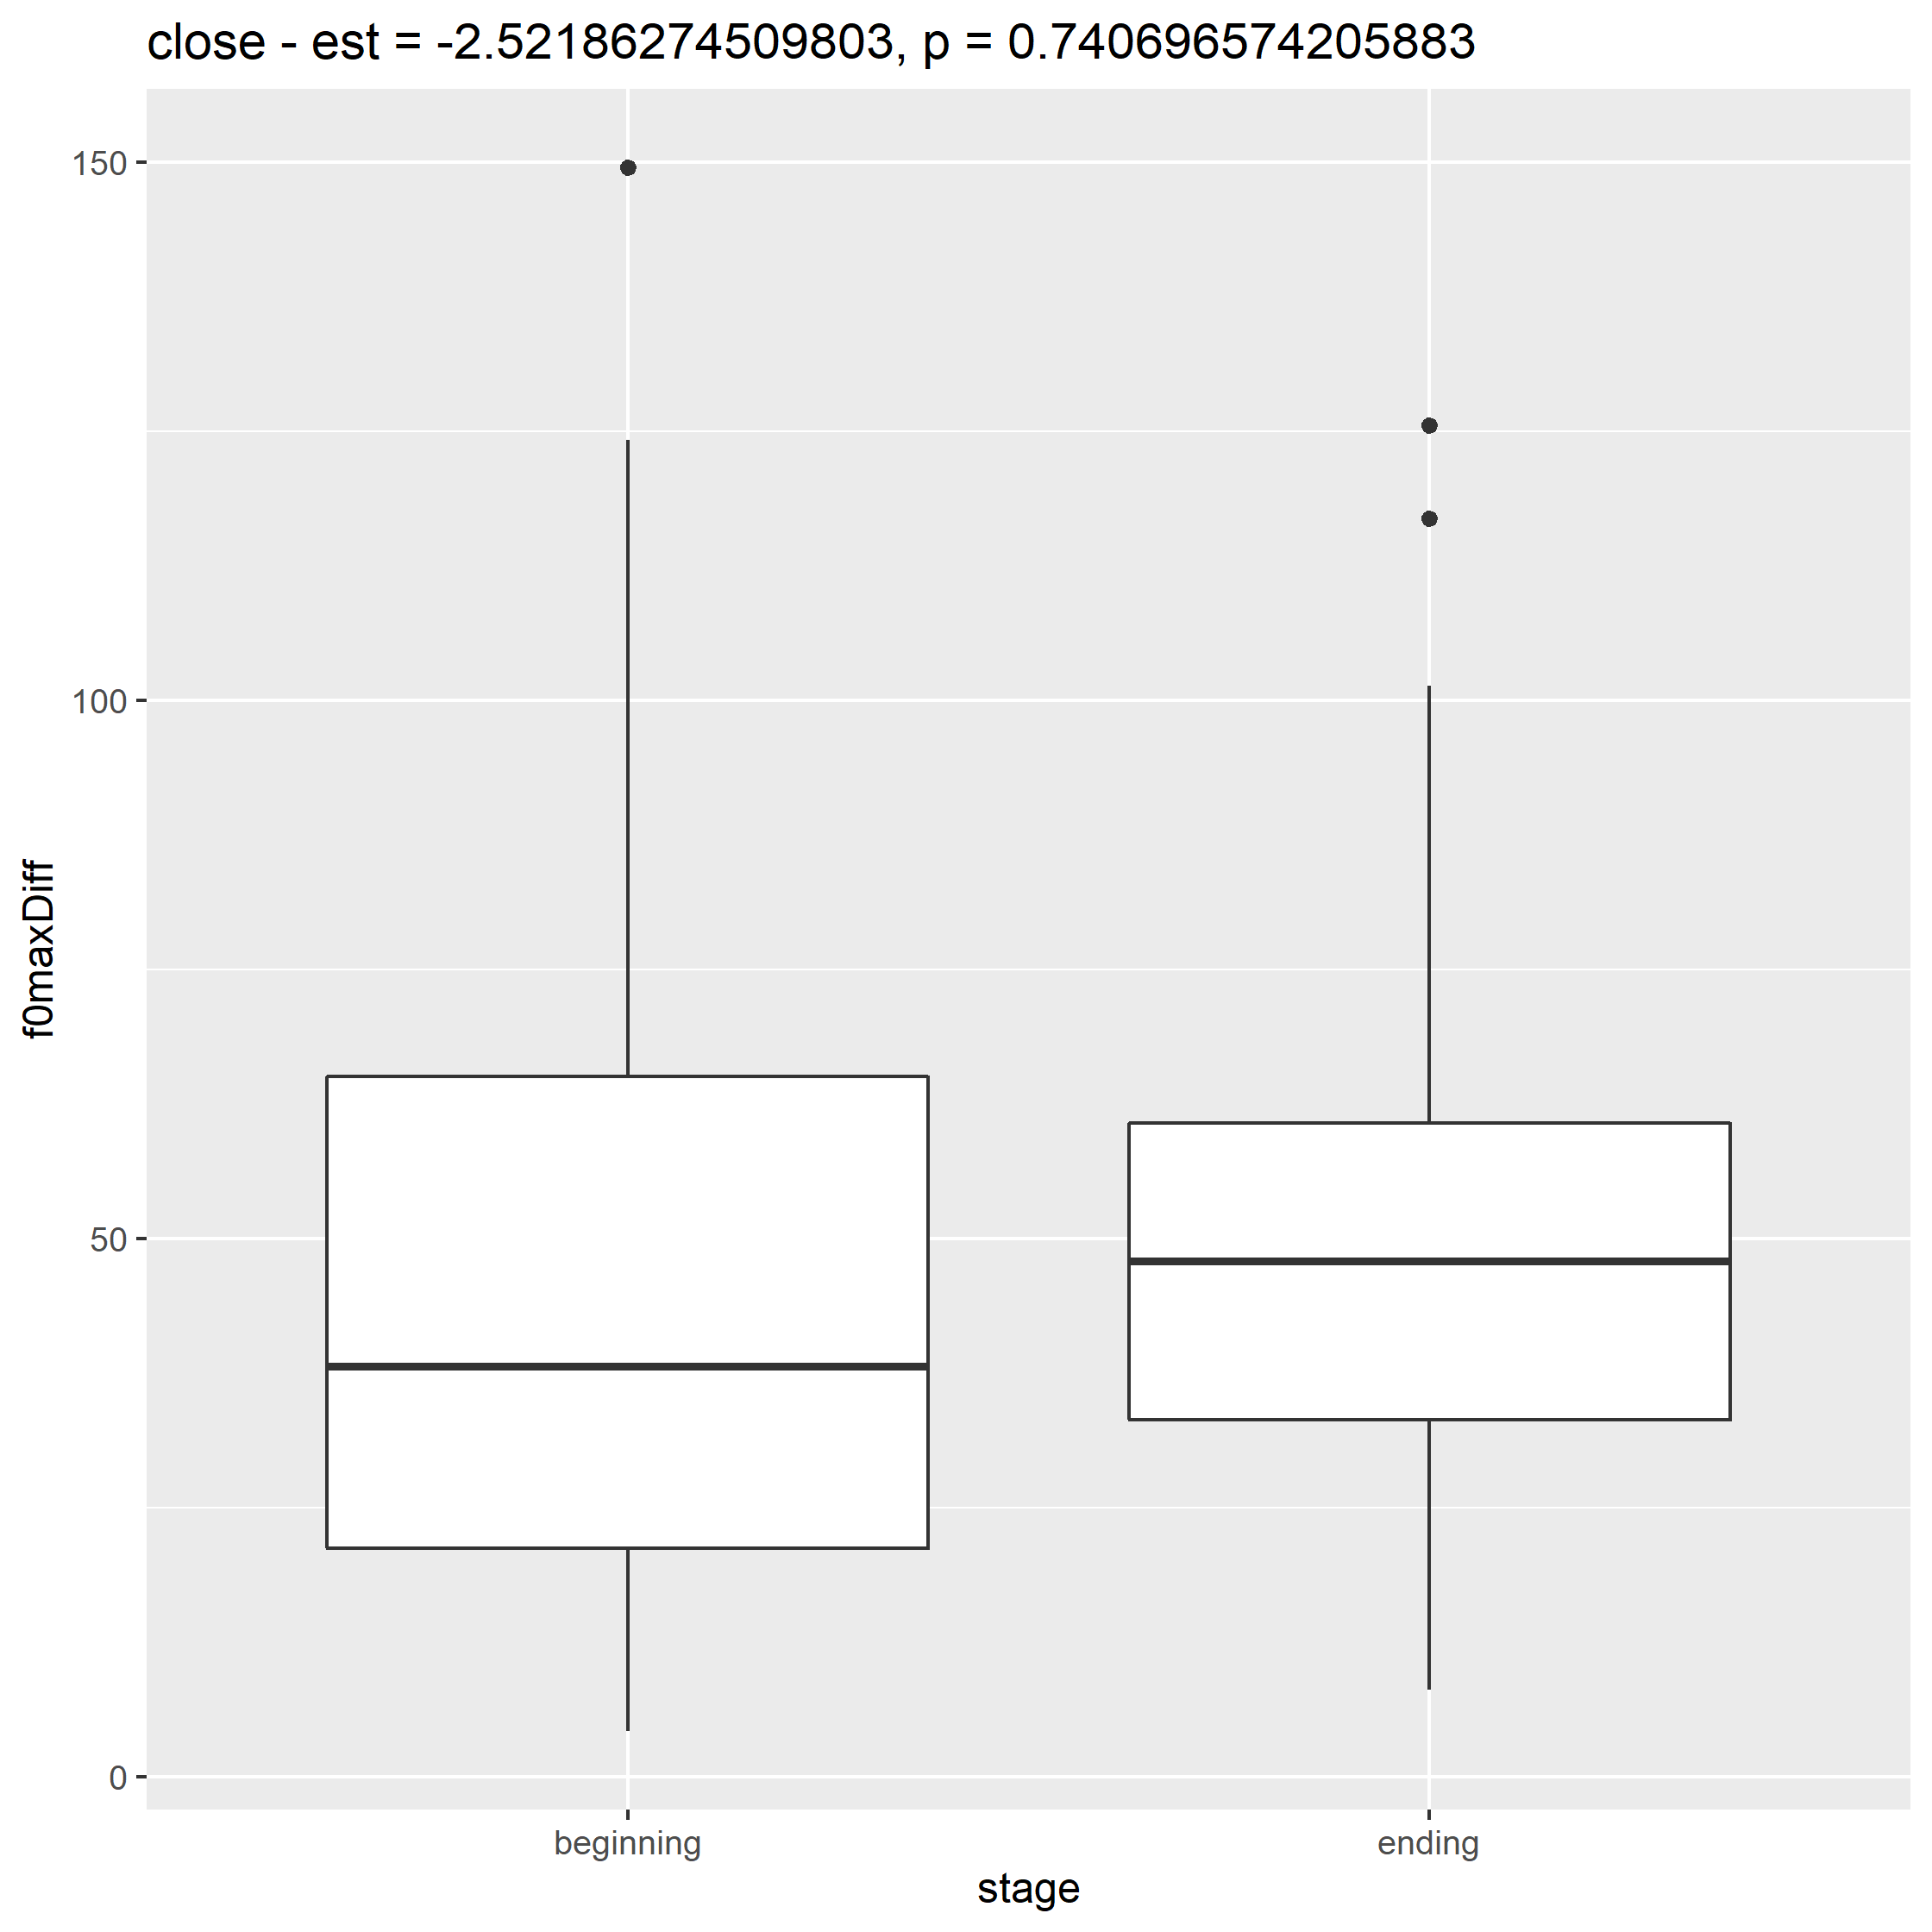 close - est = -2.52186274509803, p = 0.740696574205883
150
100
50
0
f0maxDiff
beginning
ending
stage